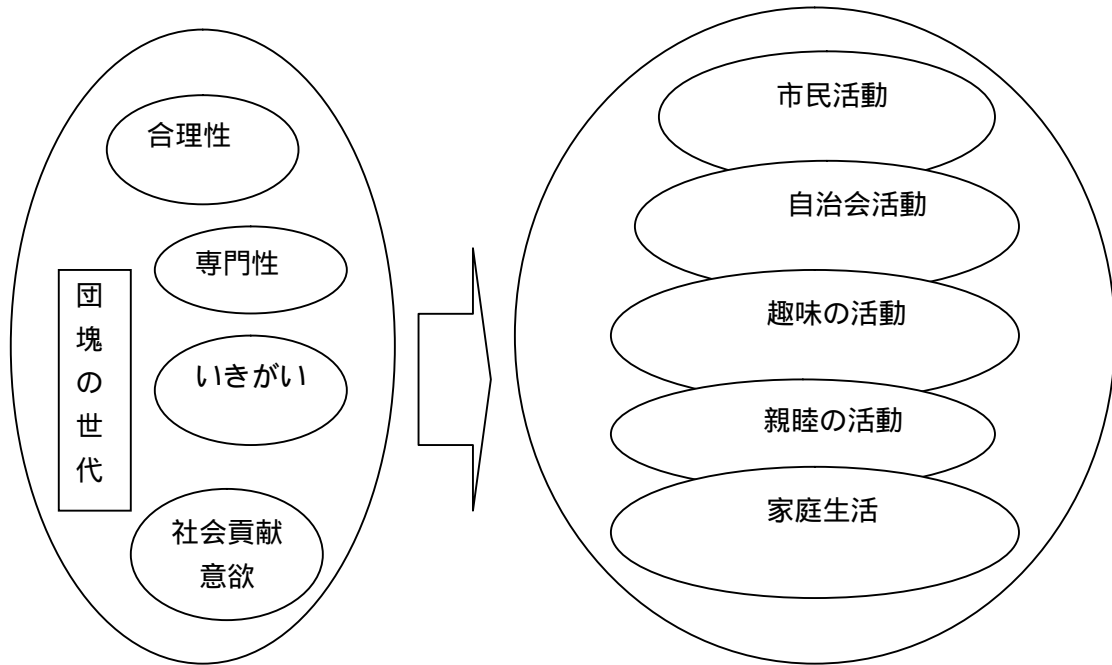 合理性
専門性
団塊の世代
いきがい
社会貢献
意欲
市民活動
自治会活動
趣味の活動
親睦の活動
家庭生活